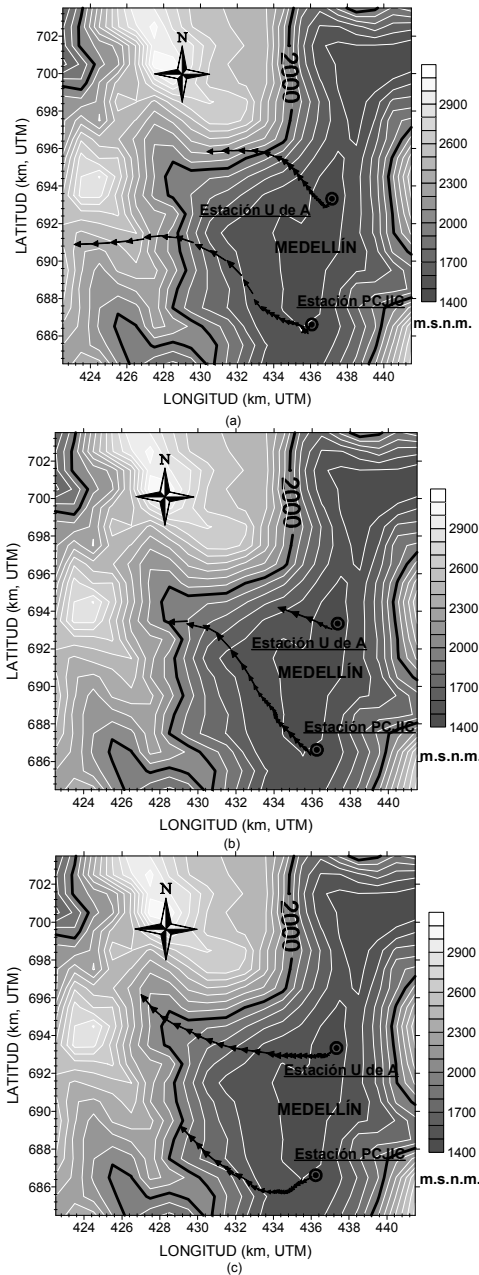 702
700
698
696
694
692
690
688
686
LATITUD (km, UTM)
N
2000
Estación U de A
MEDELLÍN
Estación PCJIC
2900
2600
2300
2000
1700
1400
m.s.n.m.
424 426 428 430 432 434 436 438 440
LONGITUD (km, UTM)
(a)
702
700
698
696
694
692
690
688
686
LATITUD (km, UTM)
N
2000
Estación U de A
MEDELLÍN
Estación PCJIC
2900
2600
2300
2000
1700
1400
m.s.n.m.
424 426 428 430 432 434 436 438 440
LONGITUD (km, UTM)
(b)
702
700
698
696
694
692
690
688
686
LATITUD (km, UTM)
N
2000
Estación U de A
MEDELLÍN
Estación PCJIC
2900
2600
2300
2000
1700
1400
m.s.n.m.
424 426 428 430 432 434 436 438 440
LONGITUD (km, UTM)
(c)